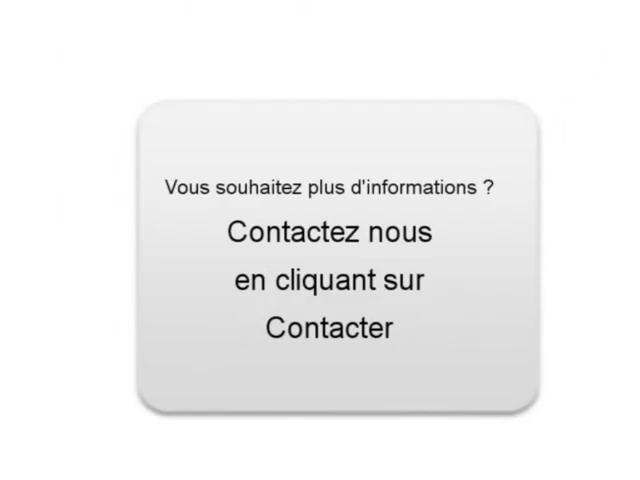 Vous souhaitez plus d'informations ?
Contactez nous
en cliquant sur
Contacter